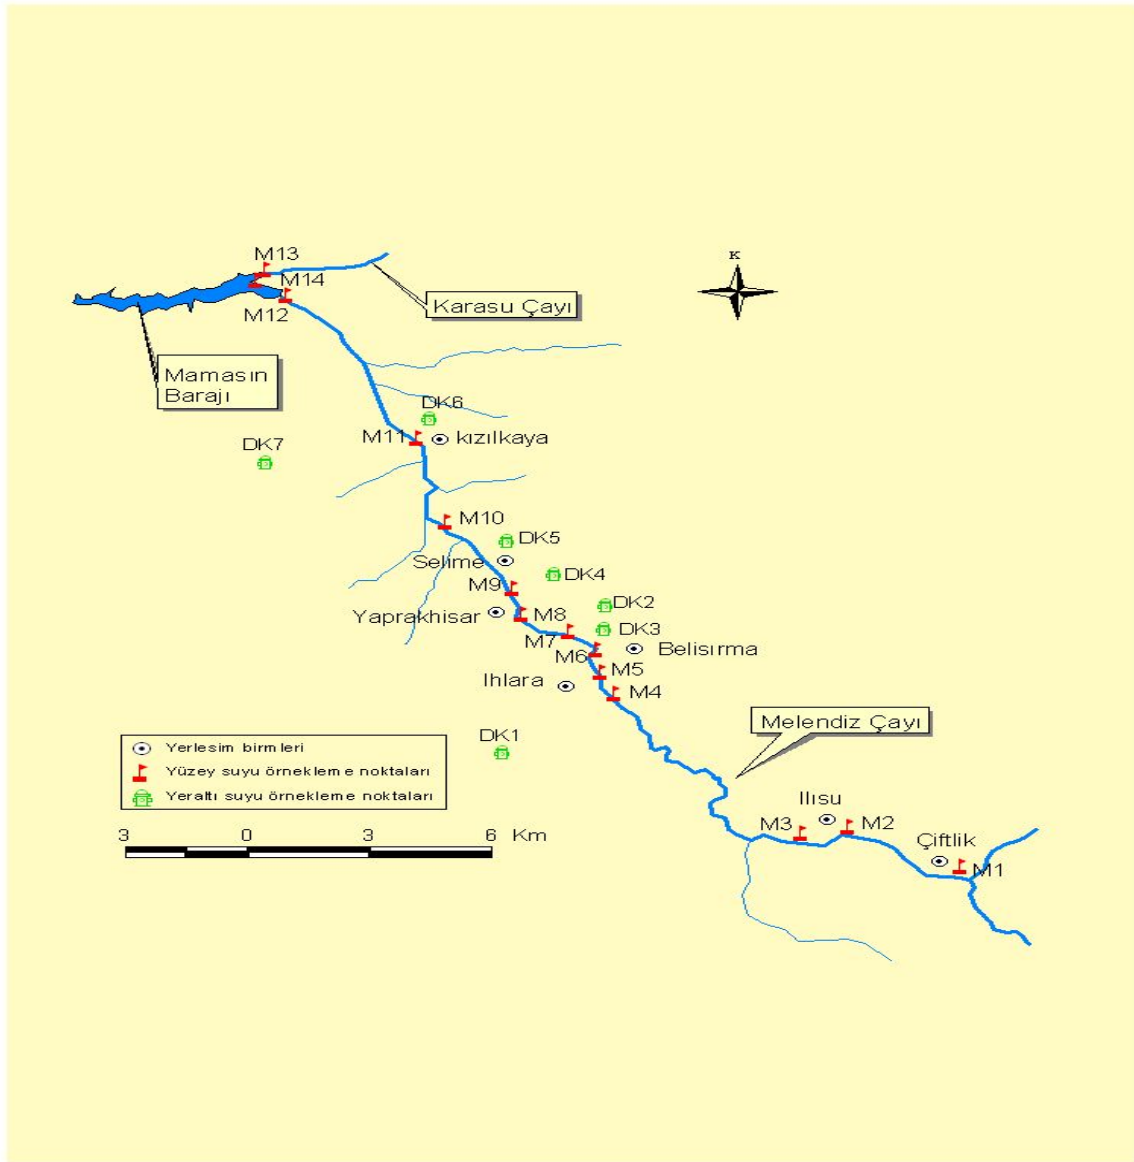 M13
K
M14
Karasu Çayı
M12
Mamasın
Barajı
DK6
M11
kızılkaya
DK7
M10
DK5
Selime
DK4
M9
DK2
Yaprakhisar
M8
DK3
M7
M6
Belisırma
M5
Ihlara
M4
Melendiz Çayı
DK1
Yerlesim birmleri
Yüzey suyu örnekleme noktaları
Yeraltı suyu örnekleme noktaları
Ilısu
M3
M2
3 0 3 6 Km
Çiftlik
M1